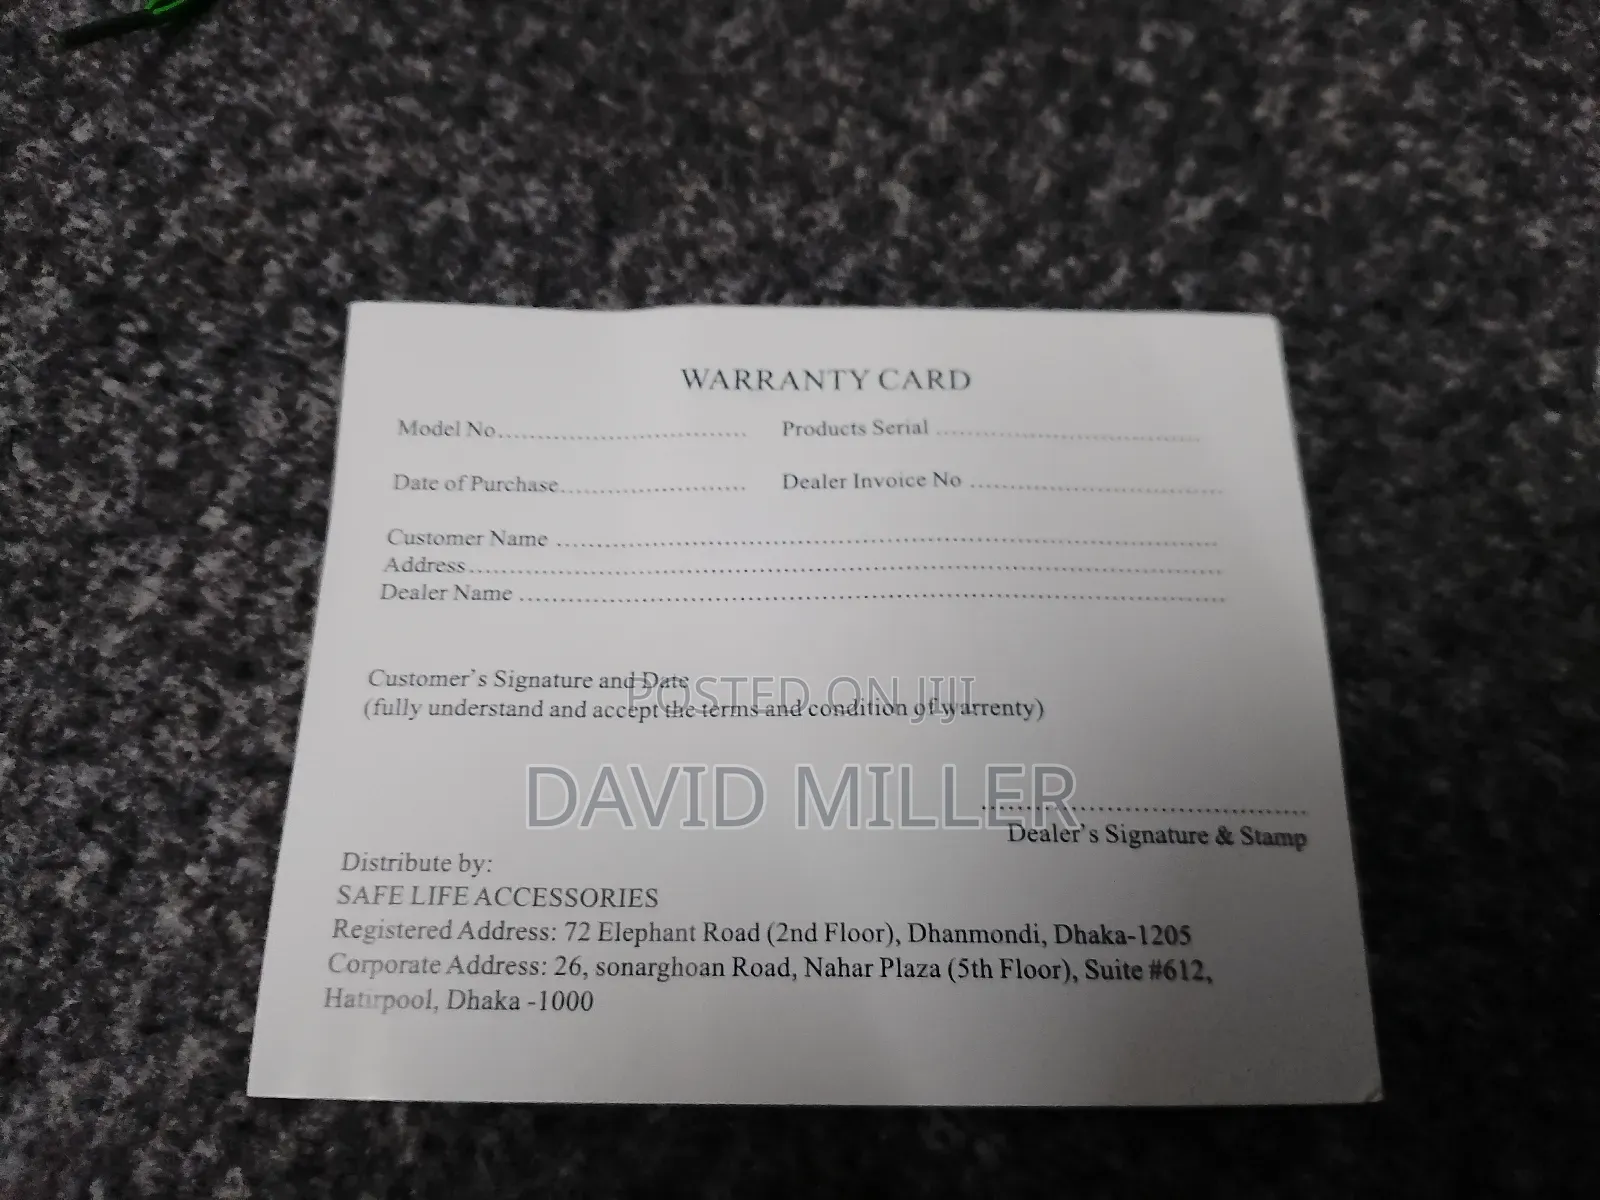 WARRANTY CARD
Model No............................... Products Serial .................................
Date of Purchase....................... Dealer Invoice No ...............................
Customer Name ..................................................................................
Address.............................................................................................
Dealer Name .......................................................................................
Customer's Signature and Date
POSTED ON JIJI
(fully understand and accept the terms and condition of warrenty)
DAVID MILLER
........................................
Dealer's Signature & Stamp
Distribute by:
SAFE LIFE ACCESSORIES
Registered Address: 72 Elephant Road (2nd Floor), Dhanmondi, Dhaka-1205
Corporate Address: 26, sonarghoan Road, Nahar Plaza (5th Floor), Suite #612,
Hatirpool, Dhaka -1000